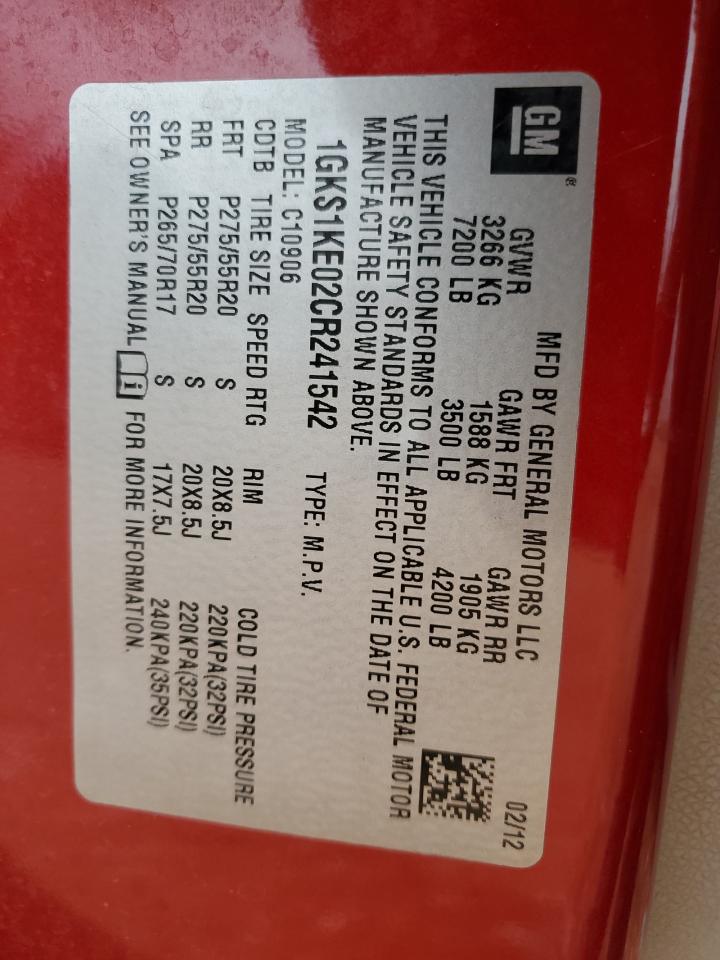 GM®
MFD BY GENERAL MOTORS LLC 02/12
GVWR GAWR FRT GAWR RR
3266 KG 1588 KG 1905 KG
7200 LB 3500 LB 4200 LB
THIS VEHICLE CONFORMS TO ALL APPLICABLE U.S. FEDERAL MOTOR
VEHICLE SAFETY STANDARDS IN EFFECT ON THE DATE OF
MANUFACTURE SHOWN ABOVE.
1GKS1KE02CR241542 TYPE: M.P.V.
MODEL: C10906
CDTB TIRE SIZE SPEED RTG RIM COLD TIRE PRESSURE
FRT P275/55R20 S 20X8.5J 220KPA(32PSI)
RR P275/55R20 S 20X8.5J 220KPA(32PSI)
SPA P265/70R17 S 17X7.5J 240KPA(35PSI)
SEE OWNER'S MANUAL i FOR MORE INFORMATION.